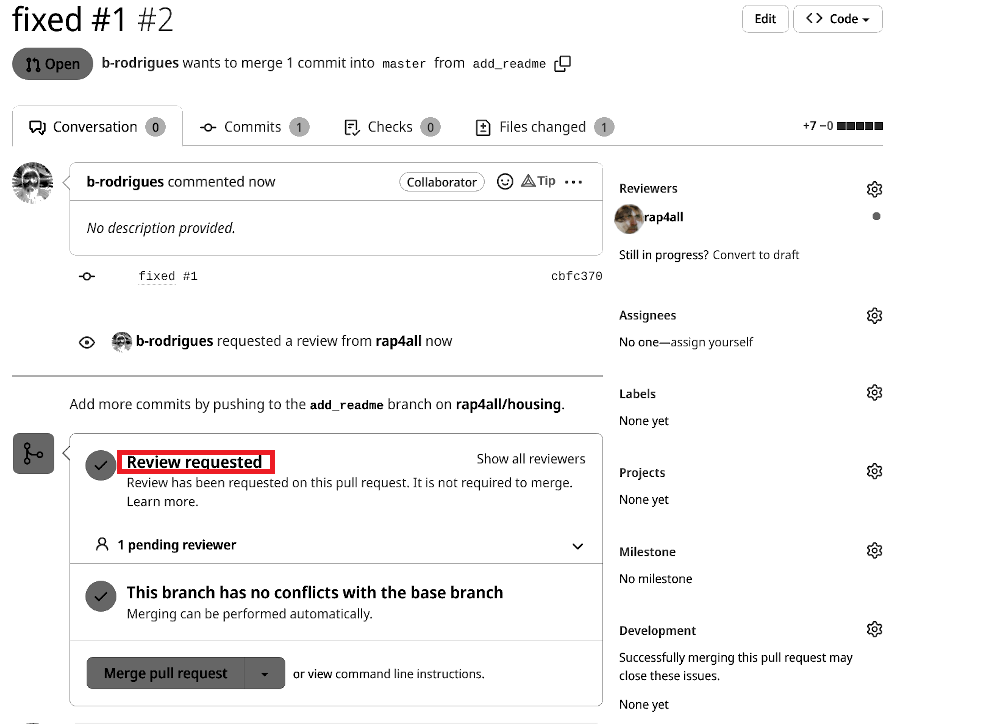 fixed #1 #2
Edit
Code
Open
b-rodrigues wants to merge 1 commit into master from add_readme
Conversation 0
Commits 1
Checks 0
Files changed 1
+7 −0
b-rodrigues commented now
Collaborator
Tip
No description provided.
fixed #1
cbfc370
b-rodrigues requested a review from rap4all now
Add more commits by pushing to the add_readme branch on rap4all/housing.
Review requested
Show all reviewers
Review has been requested on this pull request. It is not required to merge.
Learn more.
1 pending reviewer
This branch has no conflicts with the base branch
Merging can be performed automatically.
Merge pull request
or view command line instructions.
Reviewers
rap4all
Still in progress? Convert to draft
Assignees
No one—assign yourself
Labels
None yet
Projects
None yet
Milestone
No milestone
Development
Successfully merging this pull request may
close these issues.
None yet